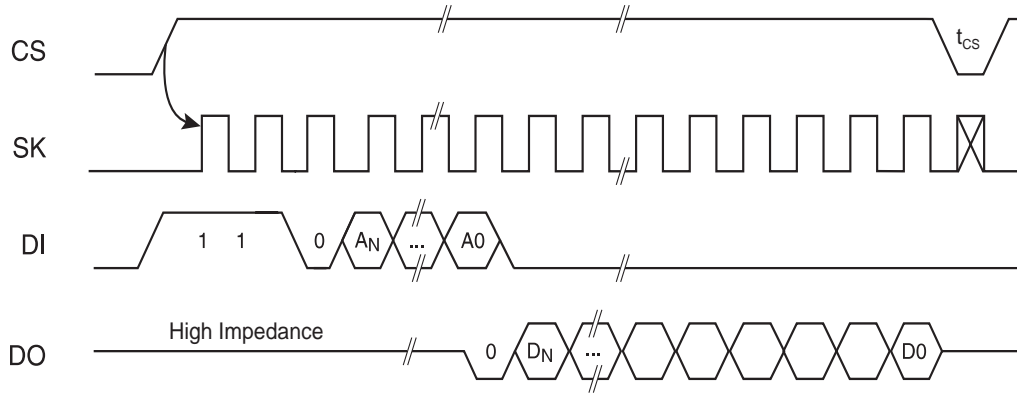 CS
t_CS
SK
DI
1 1 0 A_N ... A0
High Impedance
DO
0 D_N ... D0